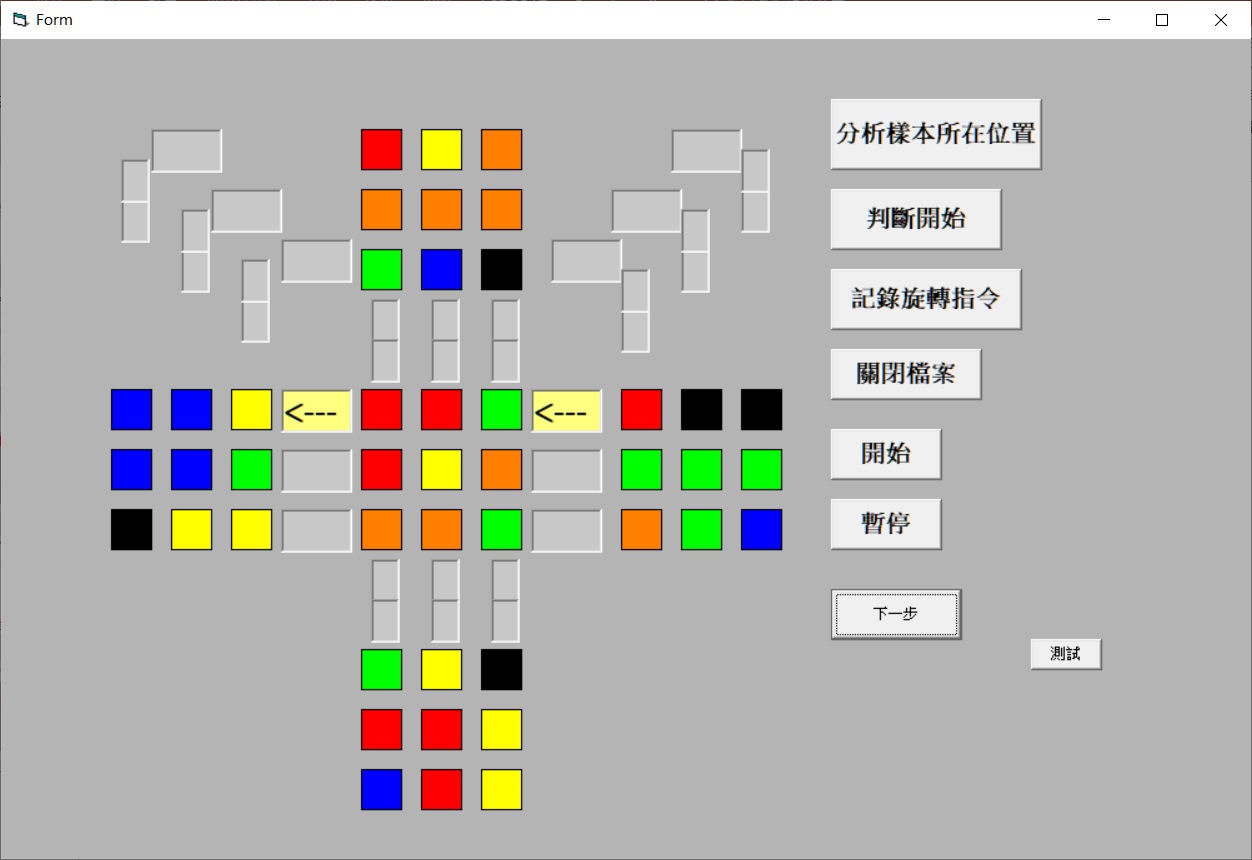 Form
分析樣本所在位置
判斷開始
記錄旋轉指令
關閉檔案
<--- <---
開始
暫停
下一步
測試